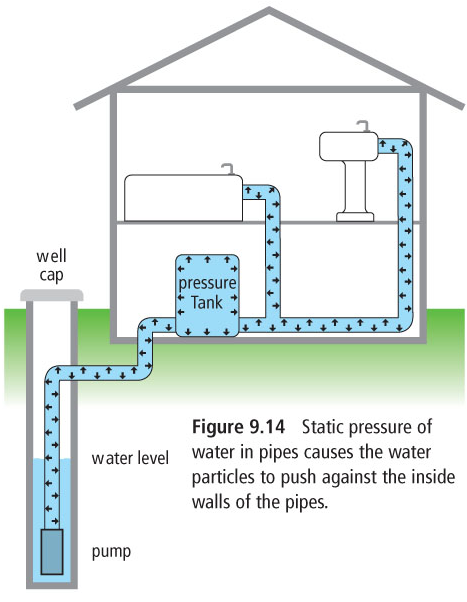 well
cap
pressure
Tank
Figure 9.14 Static pressure of
water in pipes causes the water
particles to push against the inside
walls of the pipes.
water level
pump